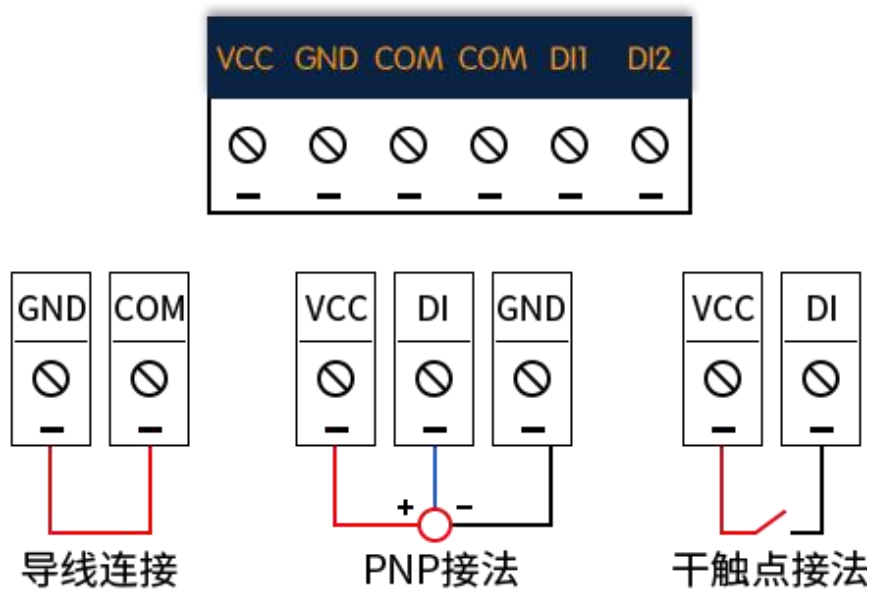 VCC GND COM COM DI1 DI2
GND COM
VCC DI GND
VCC DI
+ −
导线连接
PNP接法
干触点接法